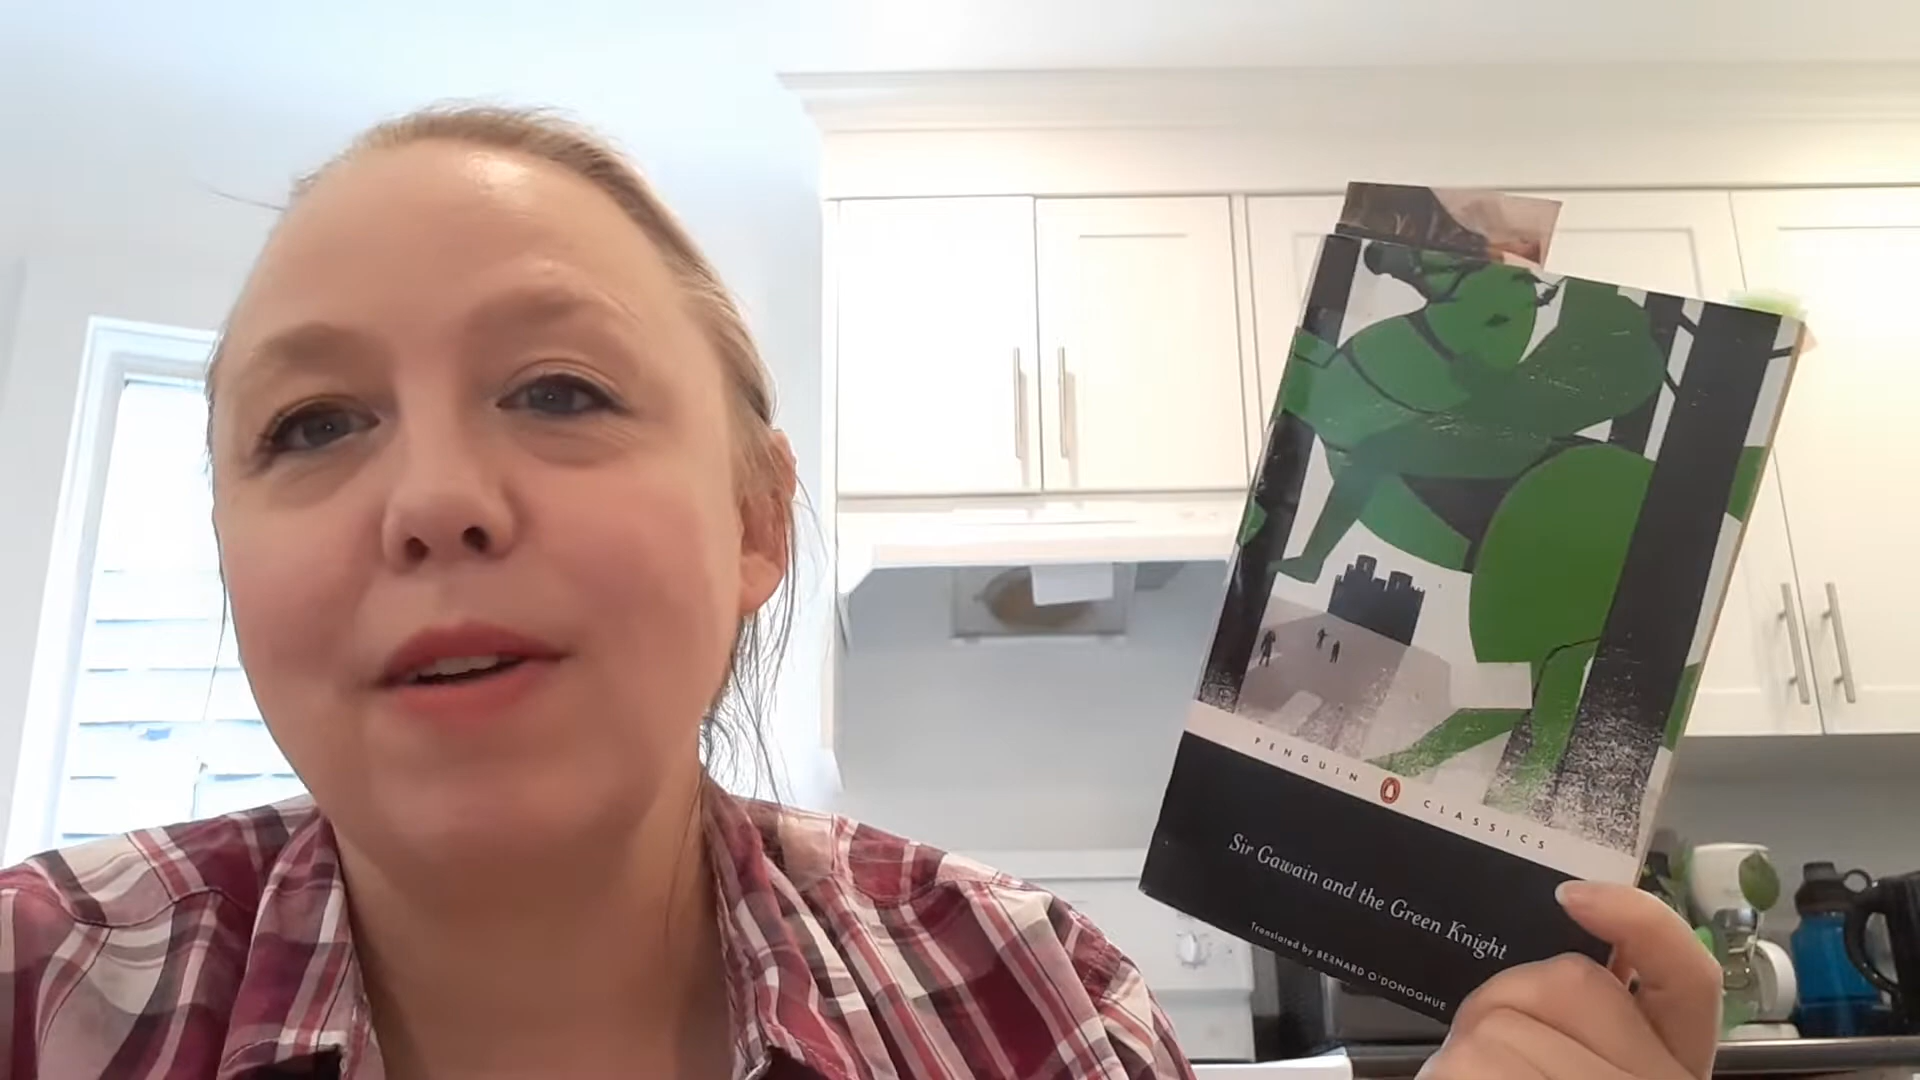 PENGUIN CLASSICS
Sir Gawain and the Green Knight
Translated by BERNARD O'DONOGHUE